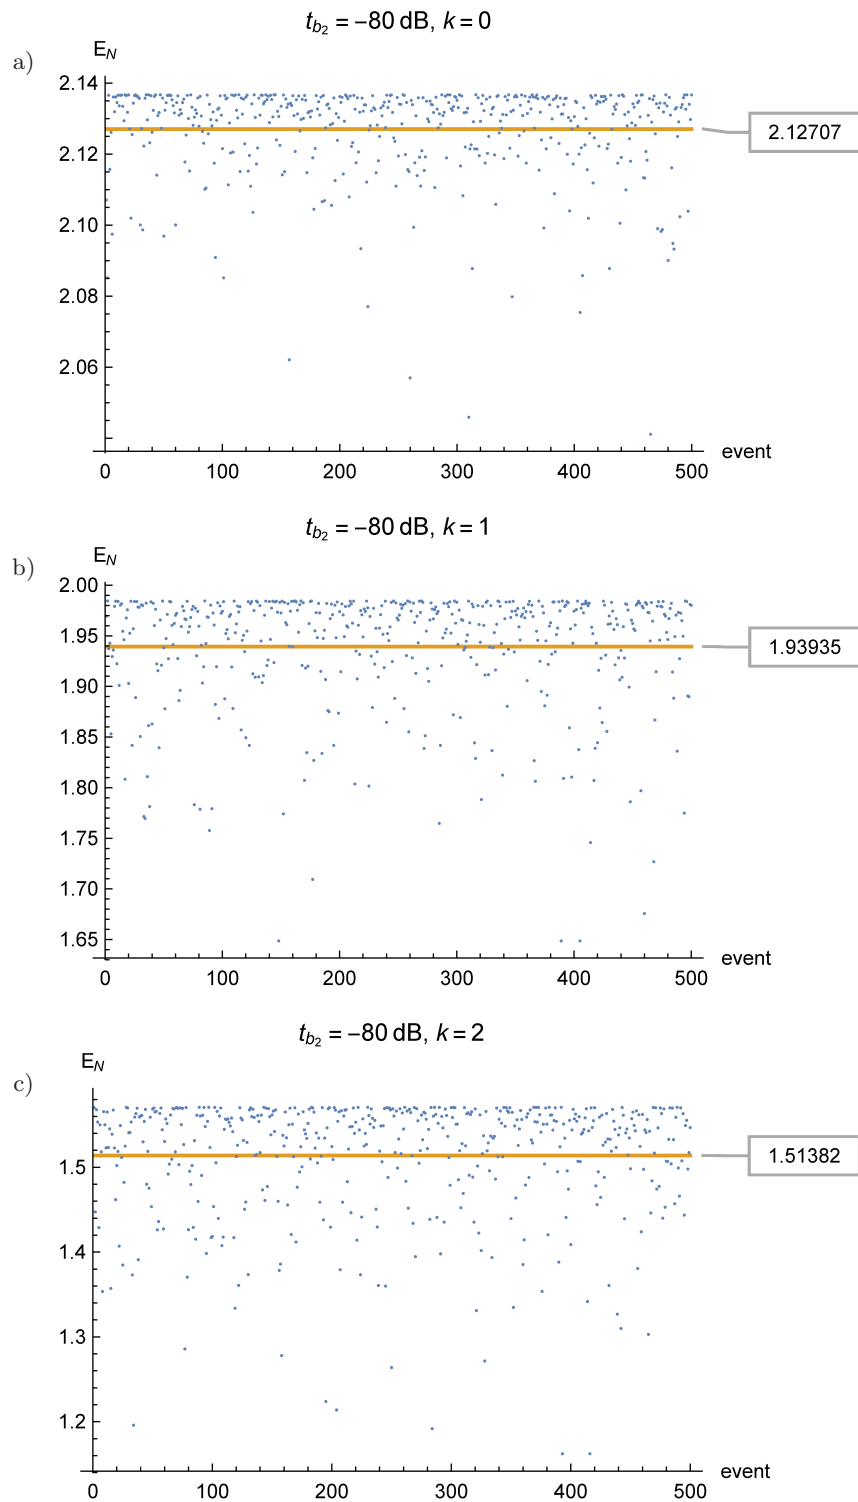 t_{b_2} = −80 dB, k = 0
a)
E_N
2.14
2.12
2.10
2.08
2.06
2.12707
0 100 200 300 400 500
event
t_{b_2} = −80 dB, k = 1
b)
E_N
2.00
1.95
1.90
1.85
1.80
1.75
1.70
1.65
1.93935
0 100 200 300 400 500
event
t_{b_2} = −80 dB, k = 2
c)
E_N
1.5
1.4
1.3
1.2
1.51382
0 100 200 300 400 500
event